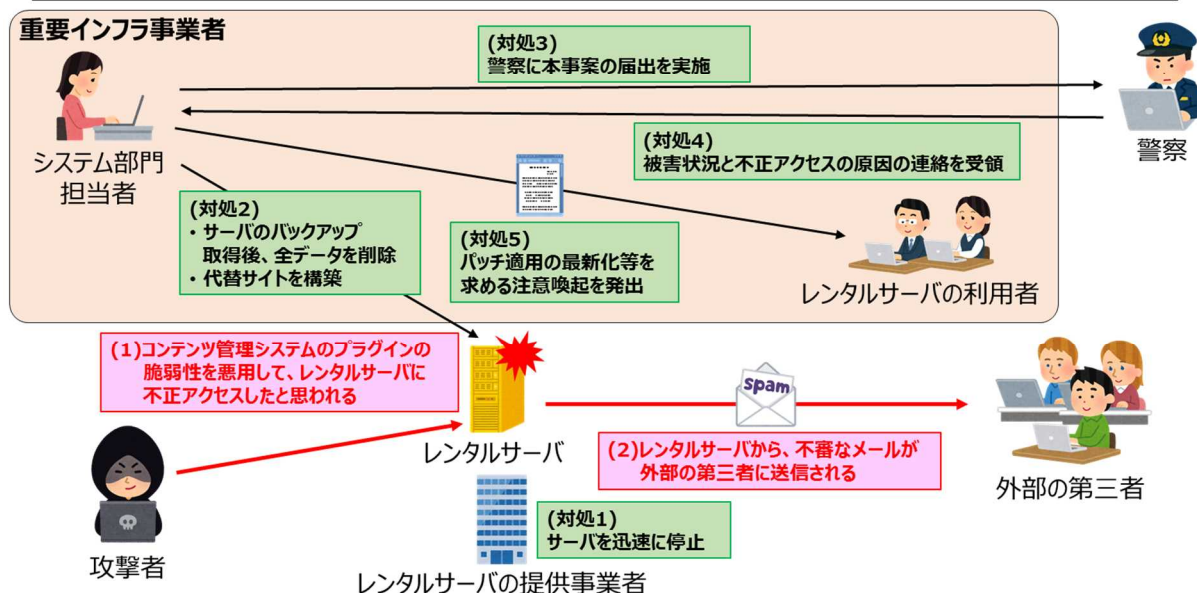 重要インフラ事業者
(対処3)
警察に本事案の届出を実施
(対処4)
被害状況と不正アクセスの原因の連絡を受領
警察
システム部門
担当者
(対処2)
・サーバのバックアップ
取得後、全データを削除
・代替サイトを構築
(対処5)
パッチ適用の最新化等を
求める注意喚起を発出
レンタルサーバの利用者
(1)コンテンツ管理システムのプラグインの
脆弱性を悪用して、レンタルサーバに
不正アクセスしたと思われる
spam
レンタルサーバ
(2)レンタルサーバから、不審なメールが
外部の第三者に送信される
外部の第三者
攻撃者
(対処1)
サーバを迅速に停止
レンタルサーバの提供事業者